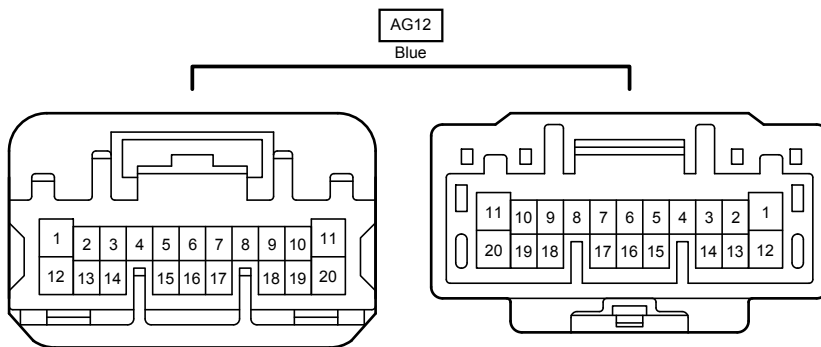 AG12
Blue
1 2 3 4 5 6 7 8 9 10 11
12 13 14 15 16 17 18 19 20
11 10 9 8 7 6 5 4 3 2 1
20 19 18 17 16 15 14 13 12